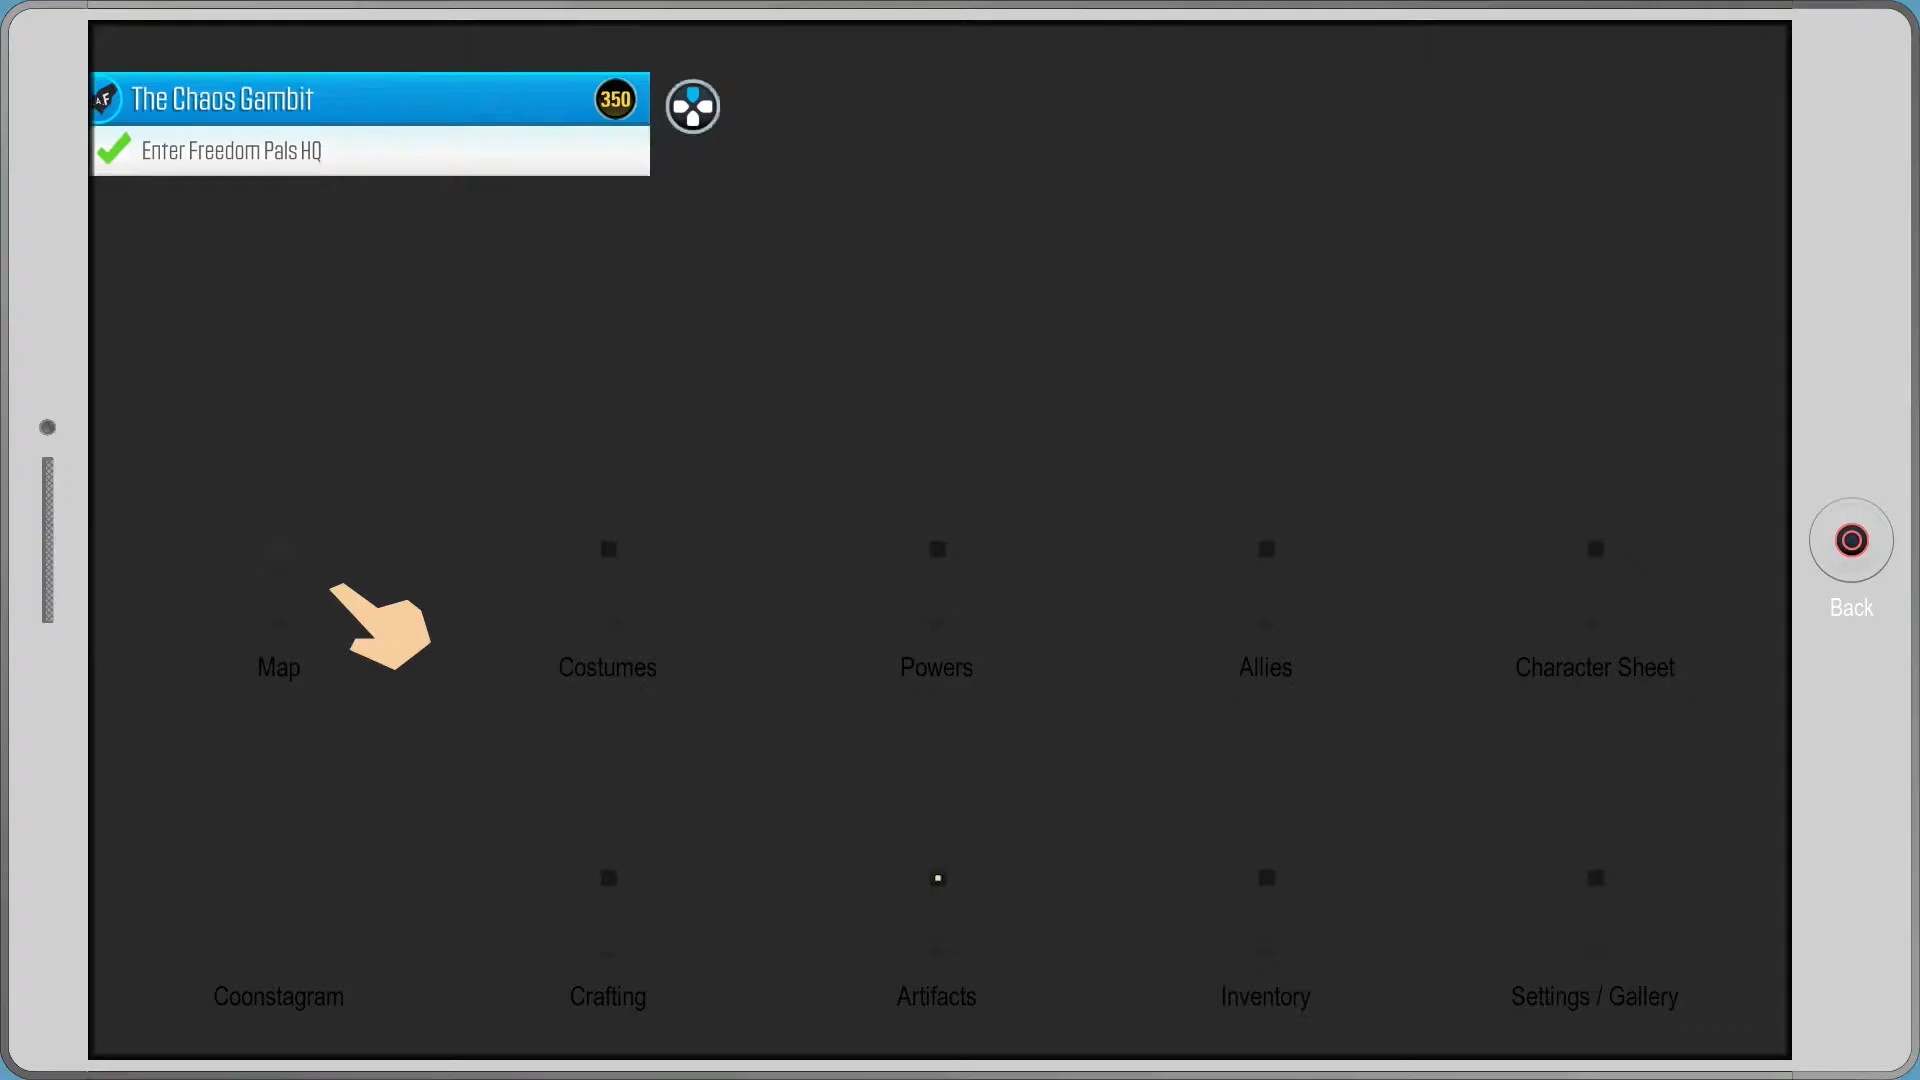 The Chaos Gambit
350
Enter Freedom Pals HQ
Back
Map
Costumes
Powers
Allies
Character Sheet
Coonstagram
Crafting
Artifacts
Inventory
Settings / Gallery